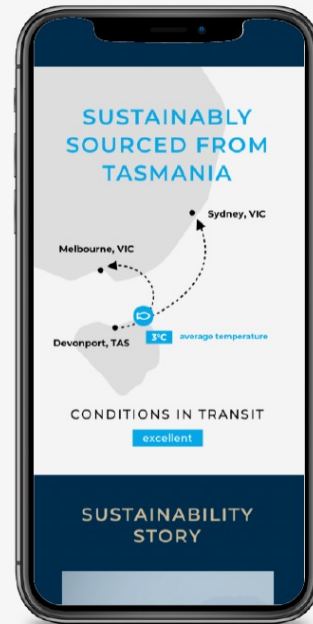 SUSTAINABLY
SOURCED FROM
TASMANIA
Sydney, VIC
Melbourne, VIC
Devonport, TAS
3°C average temperature
CONDITIONS IN TRANSIT
excellent
SUSTAINABILITY
STORY